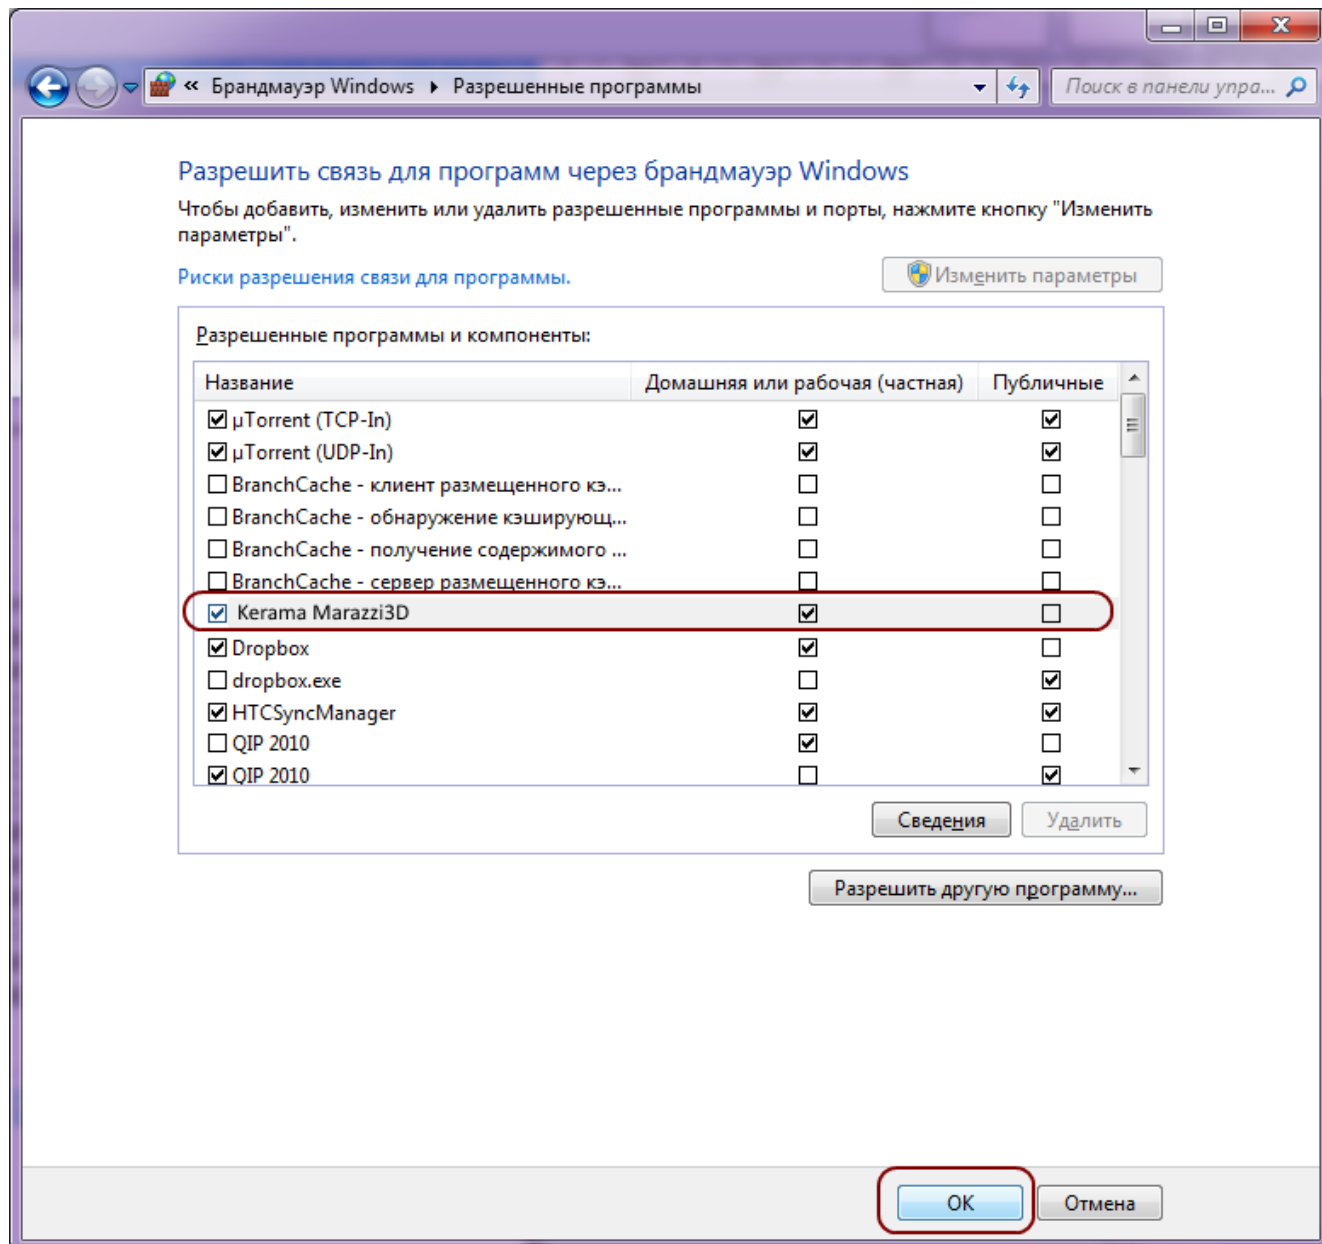 « Брандмауэр Windows Разрешенные программы
Поиск в панели упра...
Разрешить связь для программ через брандмауэр Windows
Чтобы добавить, изменить или удалить разрешенные программы и порты, нажмите кнопку "Изменить
параметры".
Риски разрешения связи для программы.
Изменить параметры
Разрешенные программы и компоненты:
Название Домашняя или рабочая (частная) Публичные
µTorrent (TCP-In)
µTorrent (UDP-In)
BranchCache - клиент размещенного кэ...
BranchCache - обнаружение кэширующ...
BranchCache - получение содержимого ...
BranchCache - сервер размещенного кэ...
Kerama Marazzi3D
Dropbox
dropbox.exe
HTCSyncManager
QIP 2010
QIP 2010
Сведения Удалить
Разрешить другую программу...
ОК Отмена